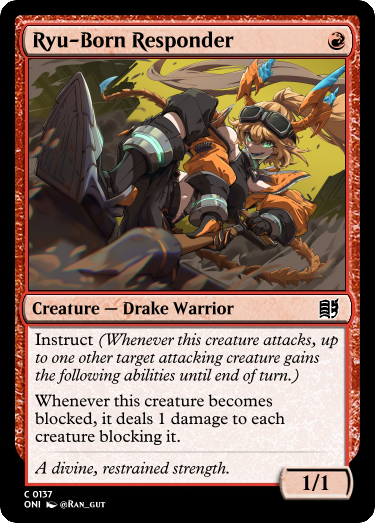 Ryu-Born Responder
Creature — Drake Warrior
Instruct (Whenever this creature attacks, up
to one other target attacking creature gains
the following abilities until end of turn.)
Whenever this creature becomes
blocked, it deals 1 damage to each
creature blocking it.
A divine, restrained strength.
1/1
C 0137
ONI @Ran_gut